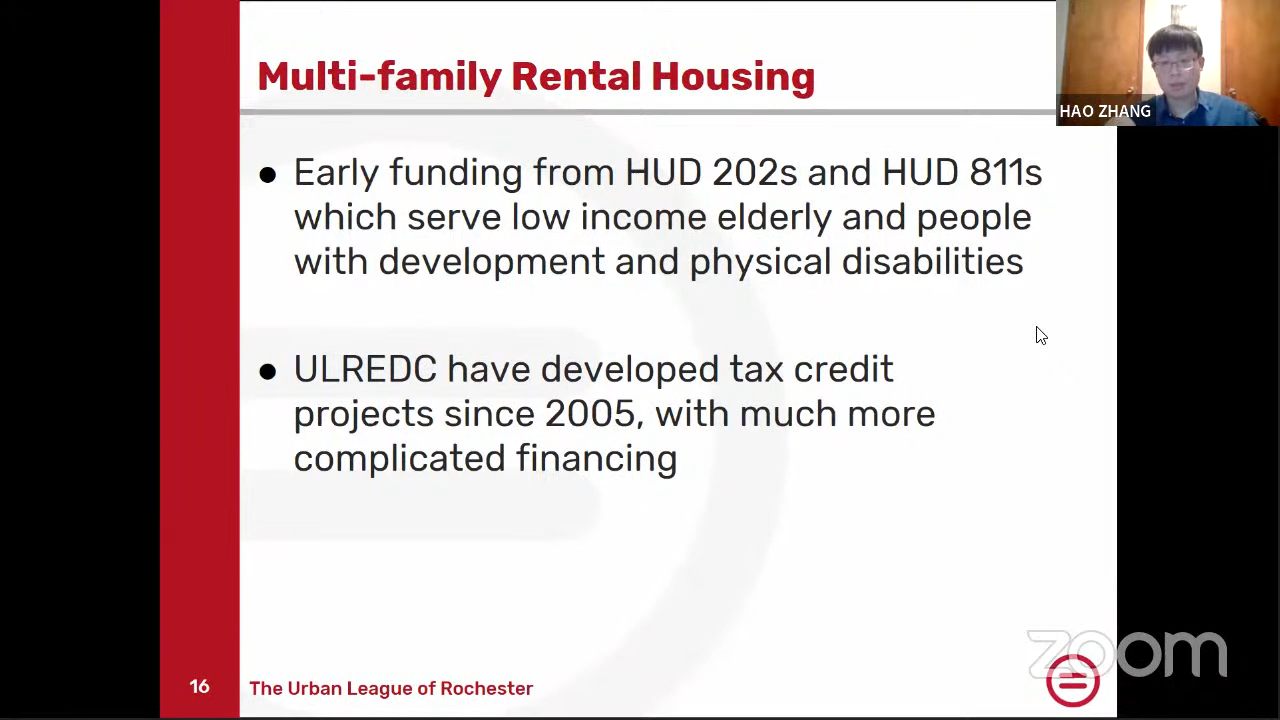 Multi-family Rental Housing
HAO ZHANG
● Early funding from HUD 202s and HUD 811s
which serve low income elderly and people
with development and physical disabilities
● ULREDC have developed tax credit
projects since 2005, with much more
complicated financing
zoom
16
The Urban League of Rochester